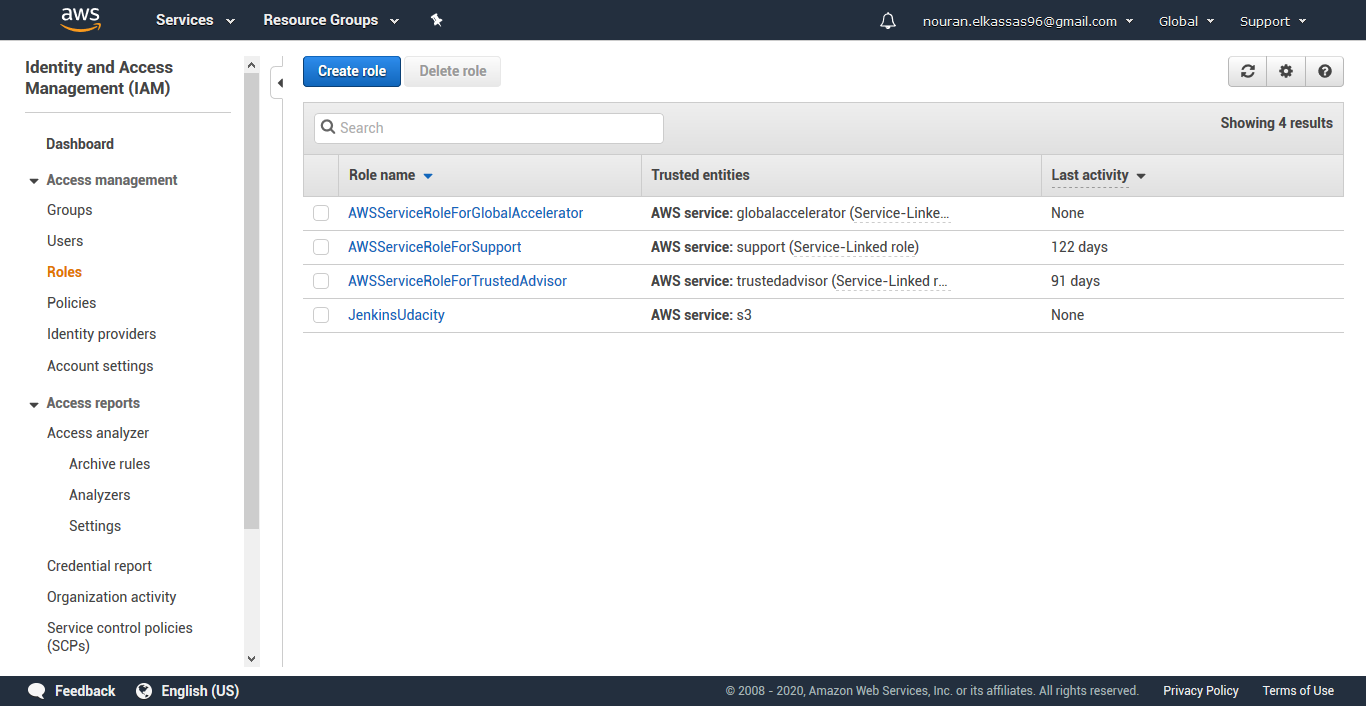 aws Services Resource Groups nouran.elkassas96@gmail.com Global Support
Identity and Access
Management (IAM)
Dashboard
Access management
Groups
Users
Roles
Policies
Identity providers
Account settings
Access reports
Access analyzer
Archive rules
Analyzers
Settings
Credential report
Organization activity
Service control policies
(SCPs)
Create role Delete role
Search Showing 4 results
Role name Trusted entities Last activity
AWSServiceRoleForGlobalAccelerator AWS service: globalaccelerator (Service-Linke... None
AWSServiceRoleForSupport AWS service: support (Service-Linked role) 122 days
AWSServiceRoleForTrustedAdvisor AWS service: trustedadvisor (Service-Linked r... 91 days
JenkinsUdacity AWS service: s3 None
Feedback English (US) © 2008 - 2020, Amazon Web Services, Inc. or its affiliates. All rights reserved. Privacy Policy Terms of Use